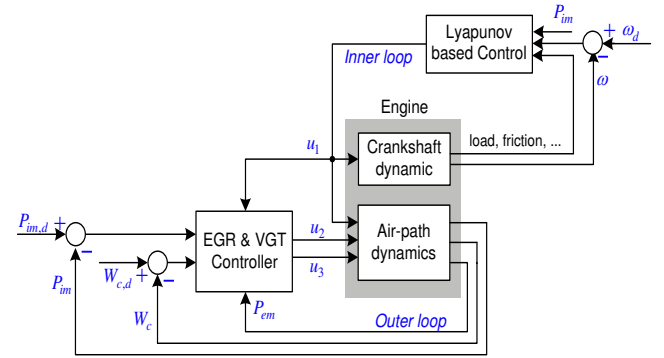 P_im
Lyapunov
based Control
+ ω_d
−
Inner loop
ω
Engine
u_1
Crankshaft
dynamic
load, friction, ...
P_im,d +
−
EGR & VGT
Controller
u_2
u_3
Air-path
dynamics
P_im
W_c,d +
−
W_c
P_em
Outer loop